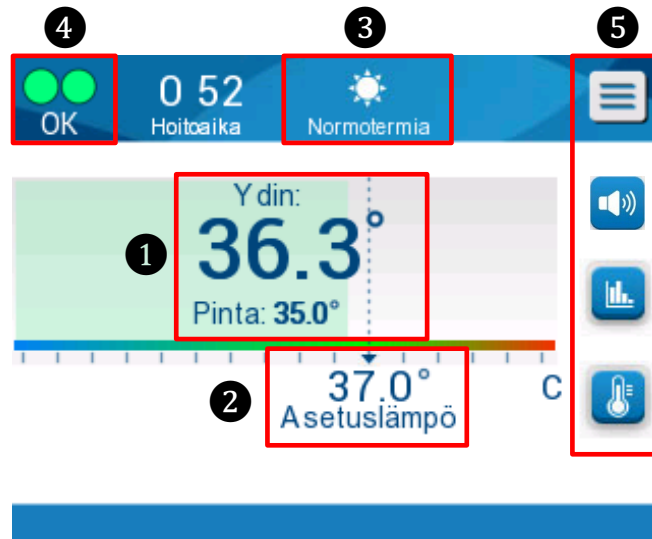 4 3 5
0 52
OK Hoitoaika Normotermia
Ydin:
36.3°
1
Pinta: 35.0°
37.0° C
2
Asetuslämpö